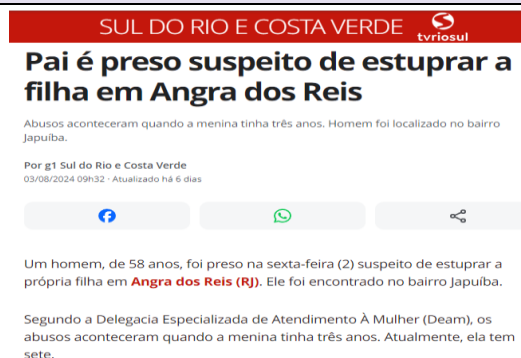 SUL DO RIO E COSTA VERDE
tvriosul
Pai é preso suspeito de estuprar a
filha em Angra dos Reis
Abusos aconteceram quando a menina tinha três anos. Homem foi localizado no bairro
Japuíba.
Por g1 Sul do Rio e Costa Verde
03/08/2024 09h32 · Atualizado há 6 dias
Um homem, de 58 anos, foi preso na sexta-feira (2) suspeito de estuprar a
própria filha em Angra dos Reis (RJ). Ele foi encontrado no bairro Japuíba.
Segundo a Delegacia Especializada de Atendimento À Mulher (Deam), os
abusos aconteceram quando a menina tinha três anos. Atualmente, ela tem
sete.